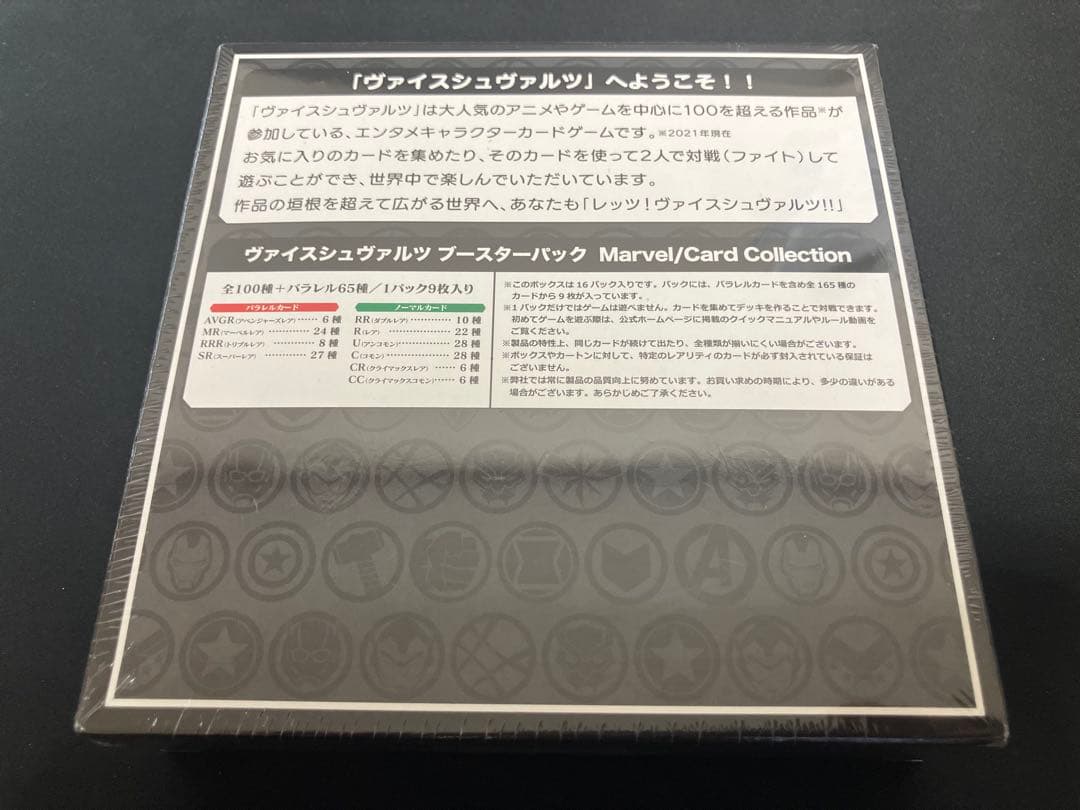 「ヴァイスシュヴァルツ」へようこそ！！
「ヴァイスシュヴァルツ」は大人気のアニメやゲームを中心に100を超える作品※が
参加している、エンタメキャラクターカードゲームです。※2021年現在
お気に入りのカードを集めたり、そのカードを使って2人で対戦（ファイト）して
遊ぶことができ、世界中で楽しんでいただいています。
作品の垣根を超えて広がる世界へ、あなたも「レッツ！ヴァイスシュヴァルツ!!」
ヴァイスシュヴァルツ ブースターパック Marvel/Card Collection
全100種＋パラレル65種／1パック9枚入り
パラレルカード
AVGR(アベンジャーズレア)……6種
MR(マーベルレア)……24種
RRR(トリプルレア)……8種
SR(スーパーレア)……27種
ノーマルカード
RR(ダブルレア)……10種
R(レア)……22種
U(アンコモン)……28種
C(コモン)……28種
CR(クライマックスレア)……6種
CC(クライマックスコモン)……6種
※このボックスは16パック入りです。パックには、パラレルカードを含め全165種の
カードから9枚が入っています。
※1パックだけではゲームは遊べません。カードを集めてデッキを作ることで対戦できます。
初めてゲームを遊ぶ際は、公式ホームページに掲載のクイックマニュアルやルール動画を
ご覧ください。
※製品の特性上、同じカードが続けて出たり、全種類が揃いにくい場合がございます。
※ボックスやカートンに対して、特定のレアリティのカードが必ず封入されている保証は
ございません。
※弊社では常に製品の品質向上に努めています。お買い求めの時期により、多少の違いがある
場合がございます。あらかじめご了承ください。